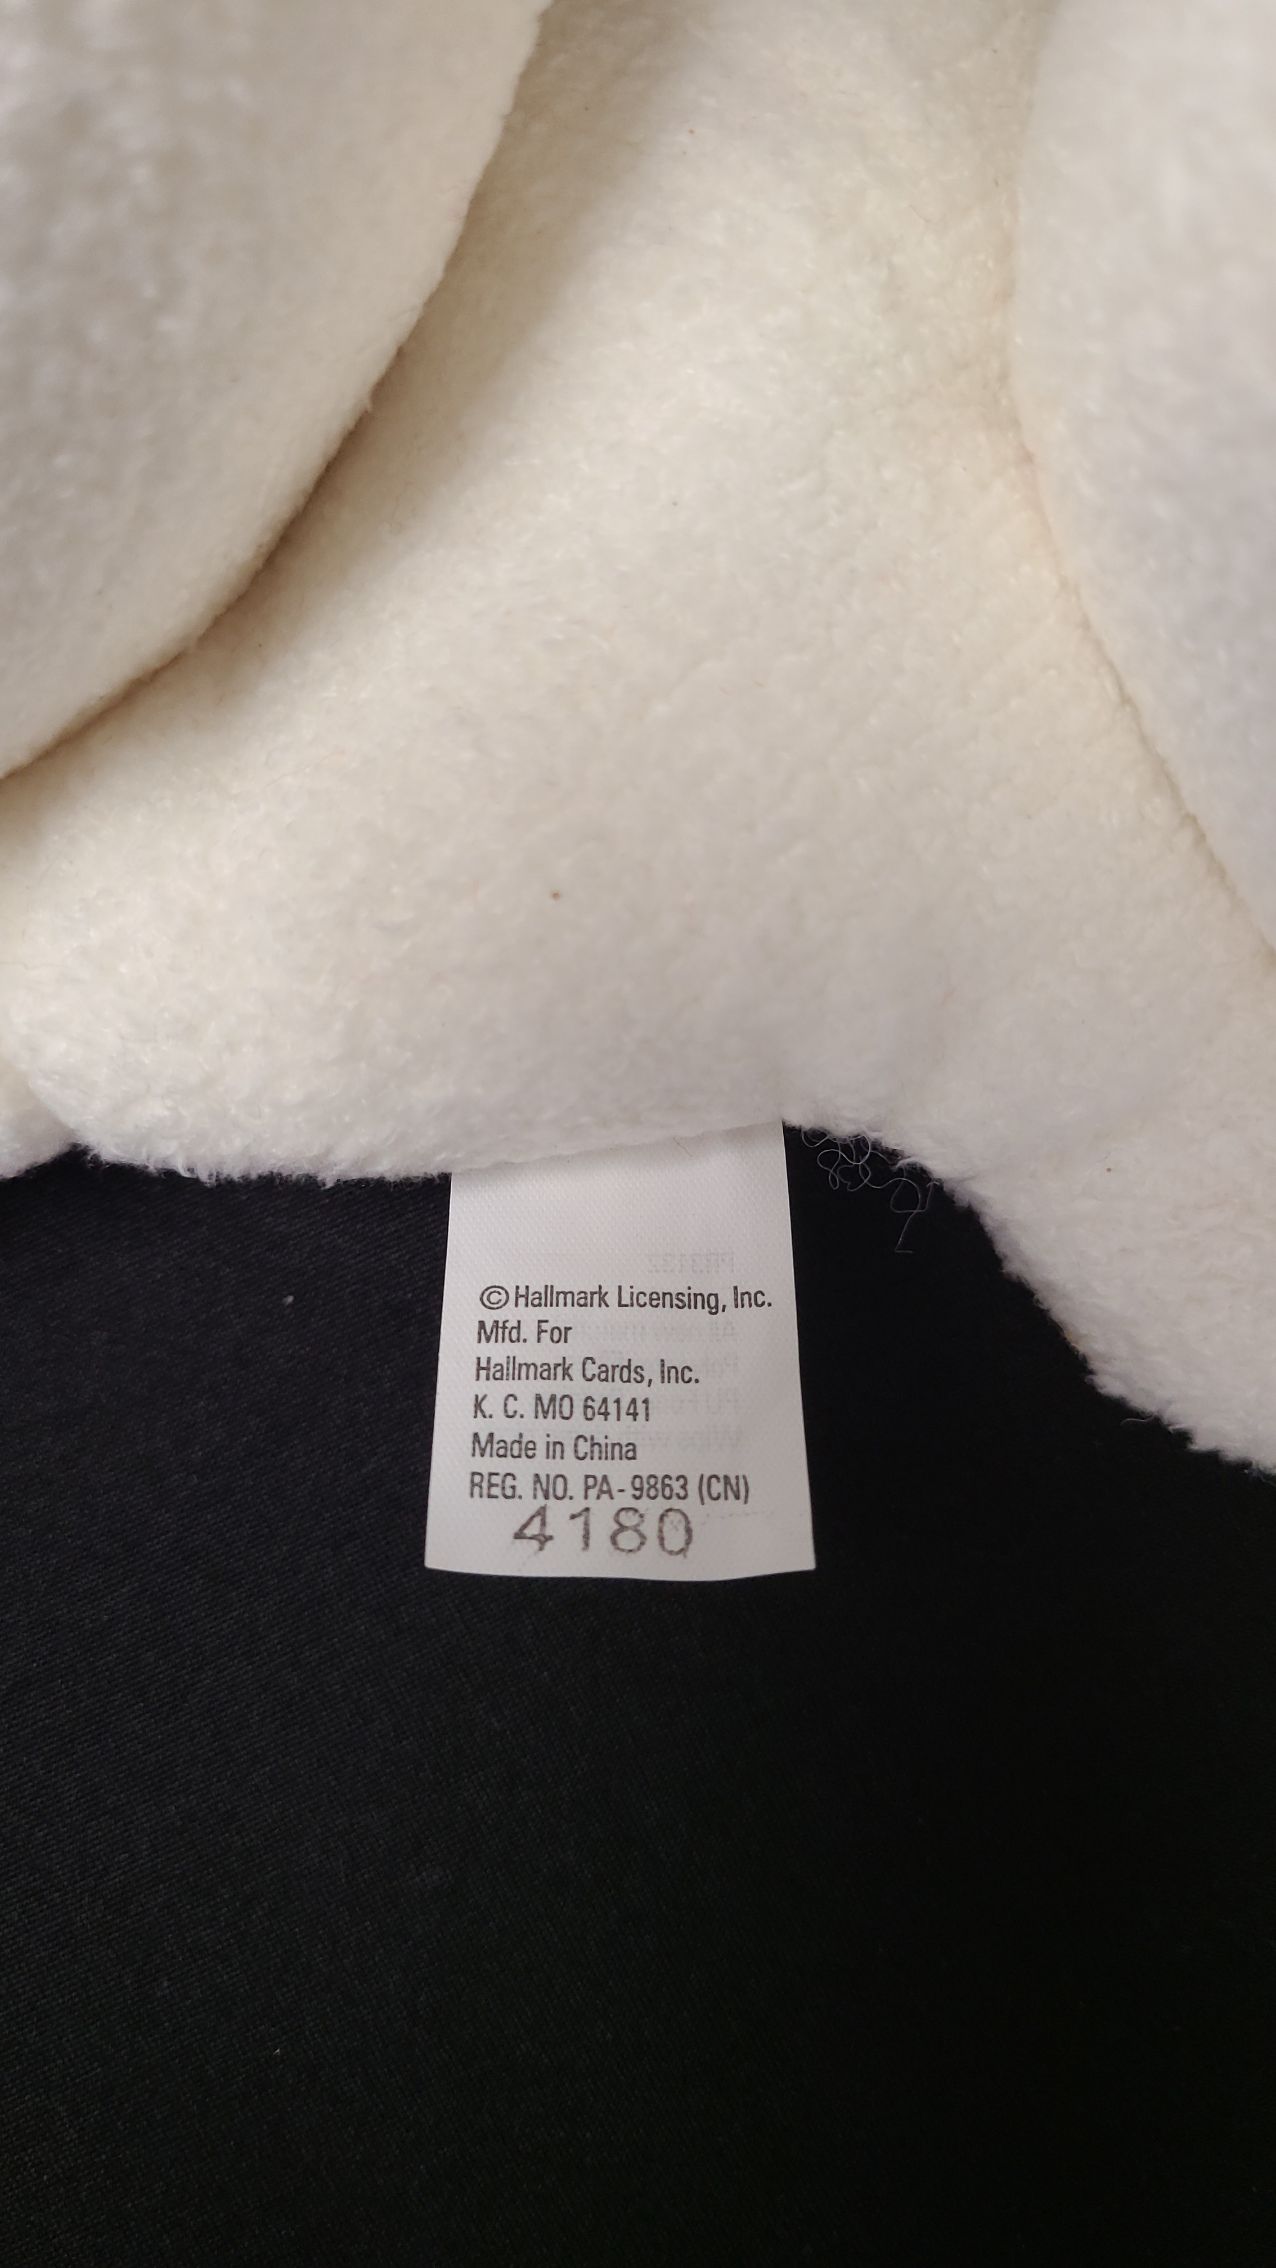 © Hallmark Licensing, Inc.
Mfd. For
Hallmark Cards, Inc.
K. C. MO 64141
Made in China
REG. NO. PA-9863 (CN)
4180